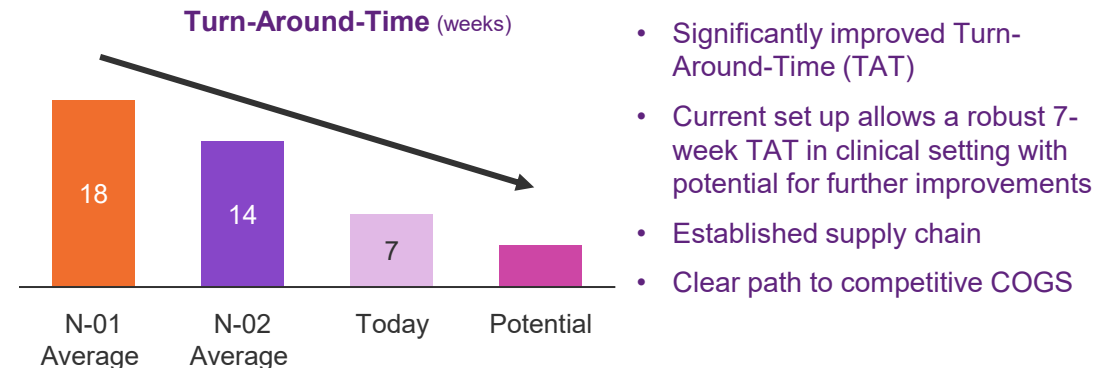 Turn-Around-Time (weeks)
18
14
7
N-01
Average
N-02
Average
Today
Potential
• Significantly improved Turn-
Around-Time (TAT)
• Current set up allows a robust 7-
week TAT in clinical setting with
potential for further improvements
• Established supply chain
• Clear path to competitive COGS